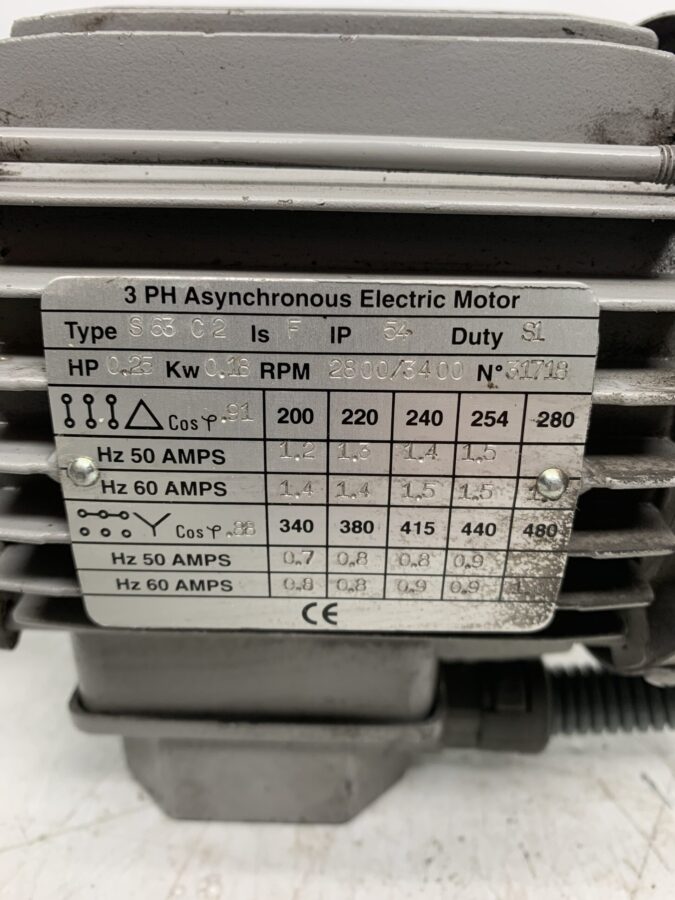 3 PH Asynchronous Electric Motor
Type S 63 C 2 Is F IP 54 Duty S1
HP 0.25 Kw 0.18 RPM 2800/3400 N° 31718
Cos φ .91 200 220 240 254 280
Hz 50 AMPS 1.2 1.3 1.4 1.5
Hz 60 AMPS 1.4 1.4 1.5 1.5
Cos φ .88 340 380 415 440 480
Hz 50 AMPS 0.7 0.8 0.8 0.9
Hz 60 AMPS 0.8 0.8 0.9 0.9
CE